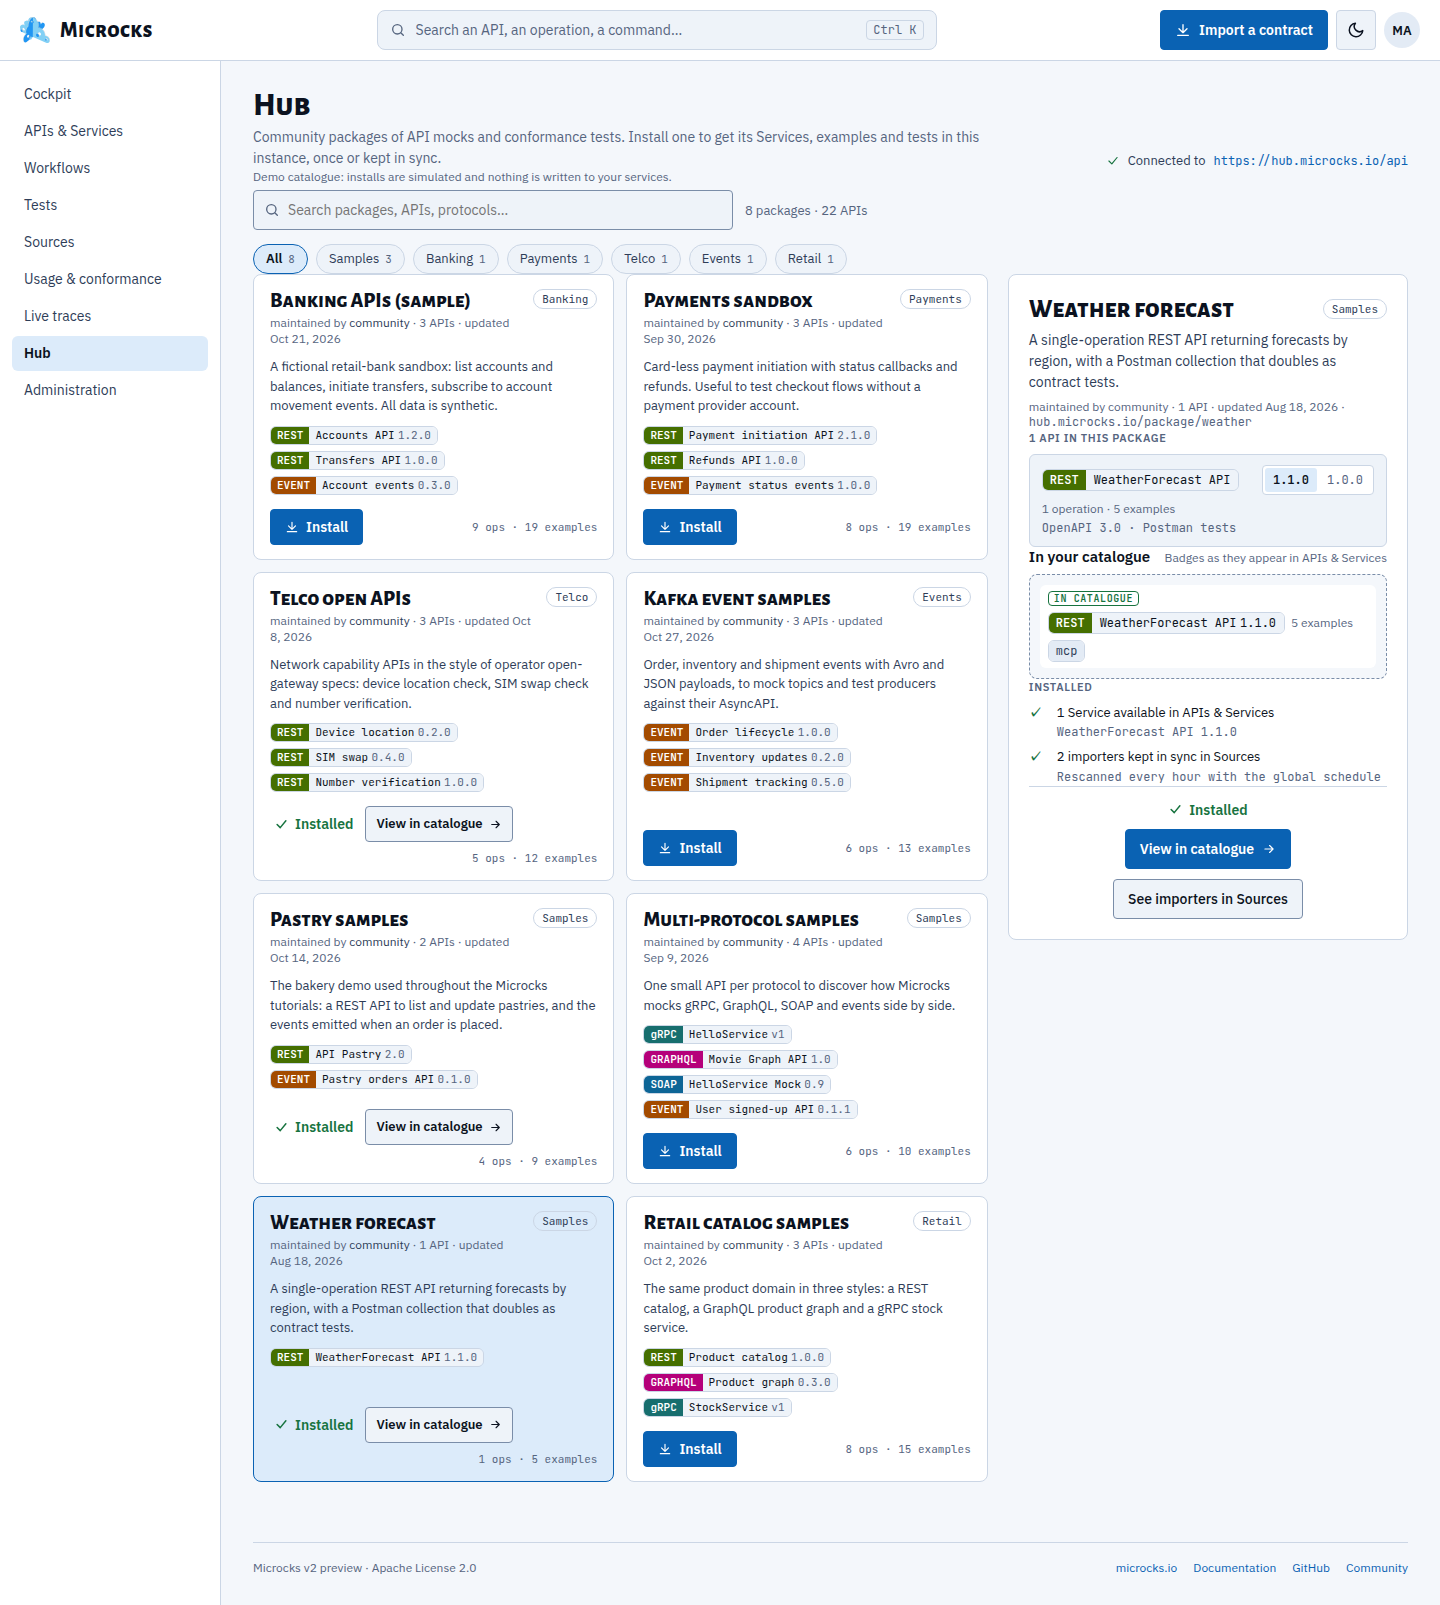 Microcks
Search an API, an operation, a command...
Ctrl K
Import a contract
MA
Cockpit
APIs & Services
Workflows
Tests
Sources
Usage & conformance
Live traces
Hub
Administration
Hub
Community packages of API mocks and conformance tests. Install one to get its Services, examples and tests in this
instance, once or kept in sync.
Demo catalogue: installs are simulated and nothing is written to your services.
Connected to https://hub.microcks.io/api
Search packages, APIs, protocols...
8 packages · 22 APIs
All 8
Samples 3
Banking 1
Payments 1
Telco 1
Events 1
Retail 1
Banking APIs (sample)
Banking
maintained by community · 3 APIs · updated
Oct 21, 2026
A fictional retail-bank sandbox: list accounts and
balances, initiate transfers, subscribe to account
movement events. All data is synthetic.
REST Accounts API 1.2.0
REST Transfers API 1.0.0
EVENT Account events 0.3.0
Install
9 ops · 19 examples
Payments sandbox
Payments
maintained by community · 3 APIs · updated
Sep 30, 2026
Card-less payment initiation with status callbacks and
refunds. Useful to test checkout flows without a
payment provider account.
REST Payment initiation API 2.1.0
REST Refunds API 1.0.0
EVENT Payment status events 1.0.0
Install
8 ops · 19 examples
Telco open APIs
Telco
maintained by community · 3 APIs · updated Oct
8, 2026
Network capability APIs in the style of operator open-
gateway specs: device location check, SIM swap check
and number verification.
REST Device location 0.2.0
REST SIM swap 0.4.0
REST Number verification 1.0.0
Installed
View in catalogue
5 ops · 12 examples
Kafka event samples
Events
maintained by community · 3 APIs · updated
Oct 27, 2026
Order, inventory and shipment events with Avro and
JSON payloads, to mock topics and test producers
against their AsyncAPI.
EVENT Order lifecycle 1.0.0
EVENT Inventory updates 0.2.0
EVENT Shipment tracking 0.5.0
Install
6 ops · 13 examples
Pastry samples
Samples
maintained by community · 2 APIs · updated
Oct 14, 2026
The bakery demo used throughout the Microcks
tutorials: a REST API to list and update pastries, and the
events emitted when an order is placed.
REST API Pastry 2.0
EVENT Pastry orders API 0.1.0
Installed
View in catalogue
4 ops · 9 examples
Multi-protocol samples
Samples
maintained by community · 4 APIs · updated
Sep 9, 2026
One small API per protocol to discover how Microcks
mocks gRPC, GraphQL, SOAP and events side by side.
gRPC HelloService v1
GRAPHQL Movie Graph API 1.0
SOAP HelloService Mock 0.9
EVENT User signed-up API 0.1.1
Install
6 ops · 10 examples
Weather forecast
Samples
maintained by community · 1 API · updated
Aug 18, 2026
A single-operation REST API returning forecasts by
region, with a Postman collection that doubles as
contract tests.
REST WeatherForecast API 1.1.0
Installed
View in catalogue
1 ops · 5 examples
Retail catalog samples
Retail
maintained by community · 3 APIs · updated
Oct 2, 2026
The same product domain in three styles: a REST
catalog, a GraphQL product graph and a gRPC stock
service.
REST Product catalog 1.0.0
GRAPHQL Product graph 0.3.0
gRPC StockService v1
Install
8 ops · 15 examples
Weather forecast
Samples
A single-operation REST API returning forecasts by
region, with a Postman collection that doubles as
contract tests.
maintained by community · 1 API · updated Aug 18, 2026 ·
hub.microcks.io/package/weather
1 API IN THIS PACKAGE
REST WeatherForecast API
1.1.0
1.0.0
1 operation · 5 examples
OpenAPI 3.0 · Postman tests
In your catalogue
Badges as they appear in APIs & Services
IN CATALOGUE
REST WeatherForecast API 1.1.0 5 examples
mcp
INSTALLED
1 Service available in APIs & Services
WeatherForecast API 1.1.0
2 importers kept in sync in Sources
Rescanned every hour with the global schedule
Installed
View in catalogue
See importers in Sources
Microcks v2 preview · Apache License 2.0
microcks.io
Documentation
GitHub
Community